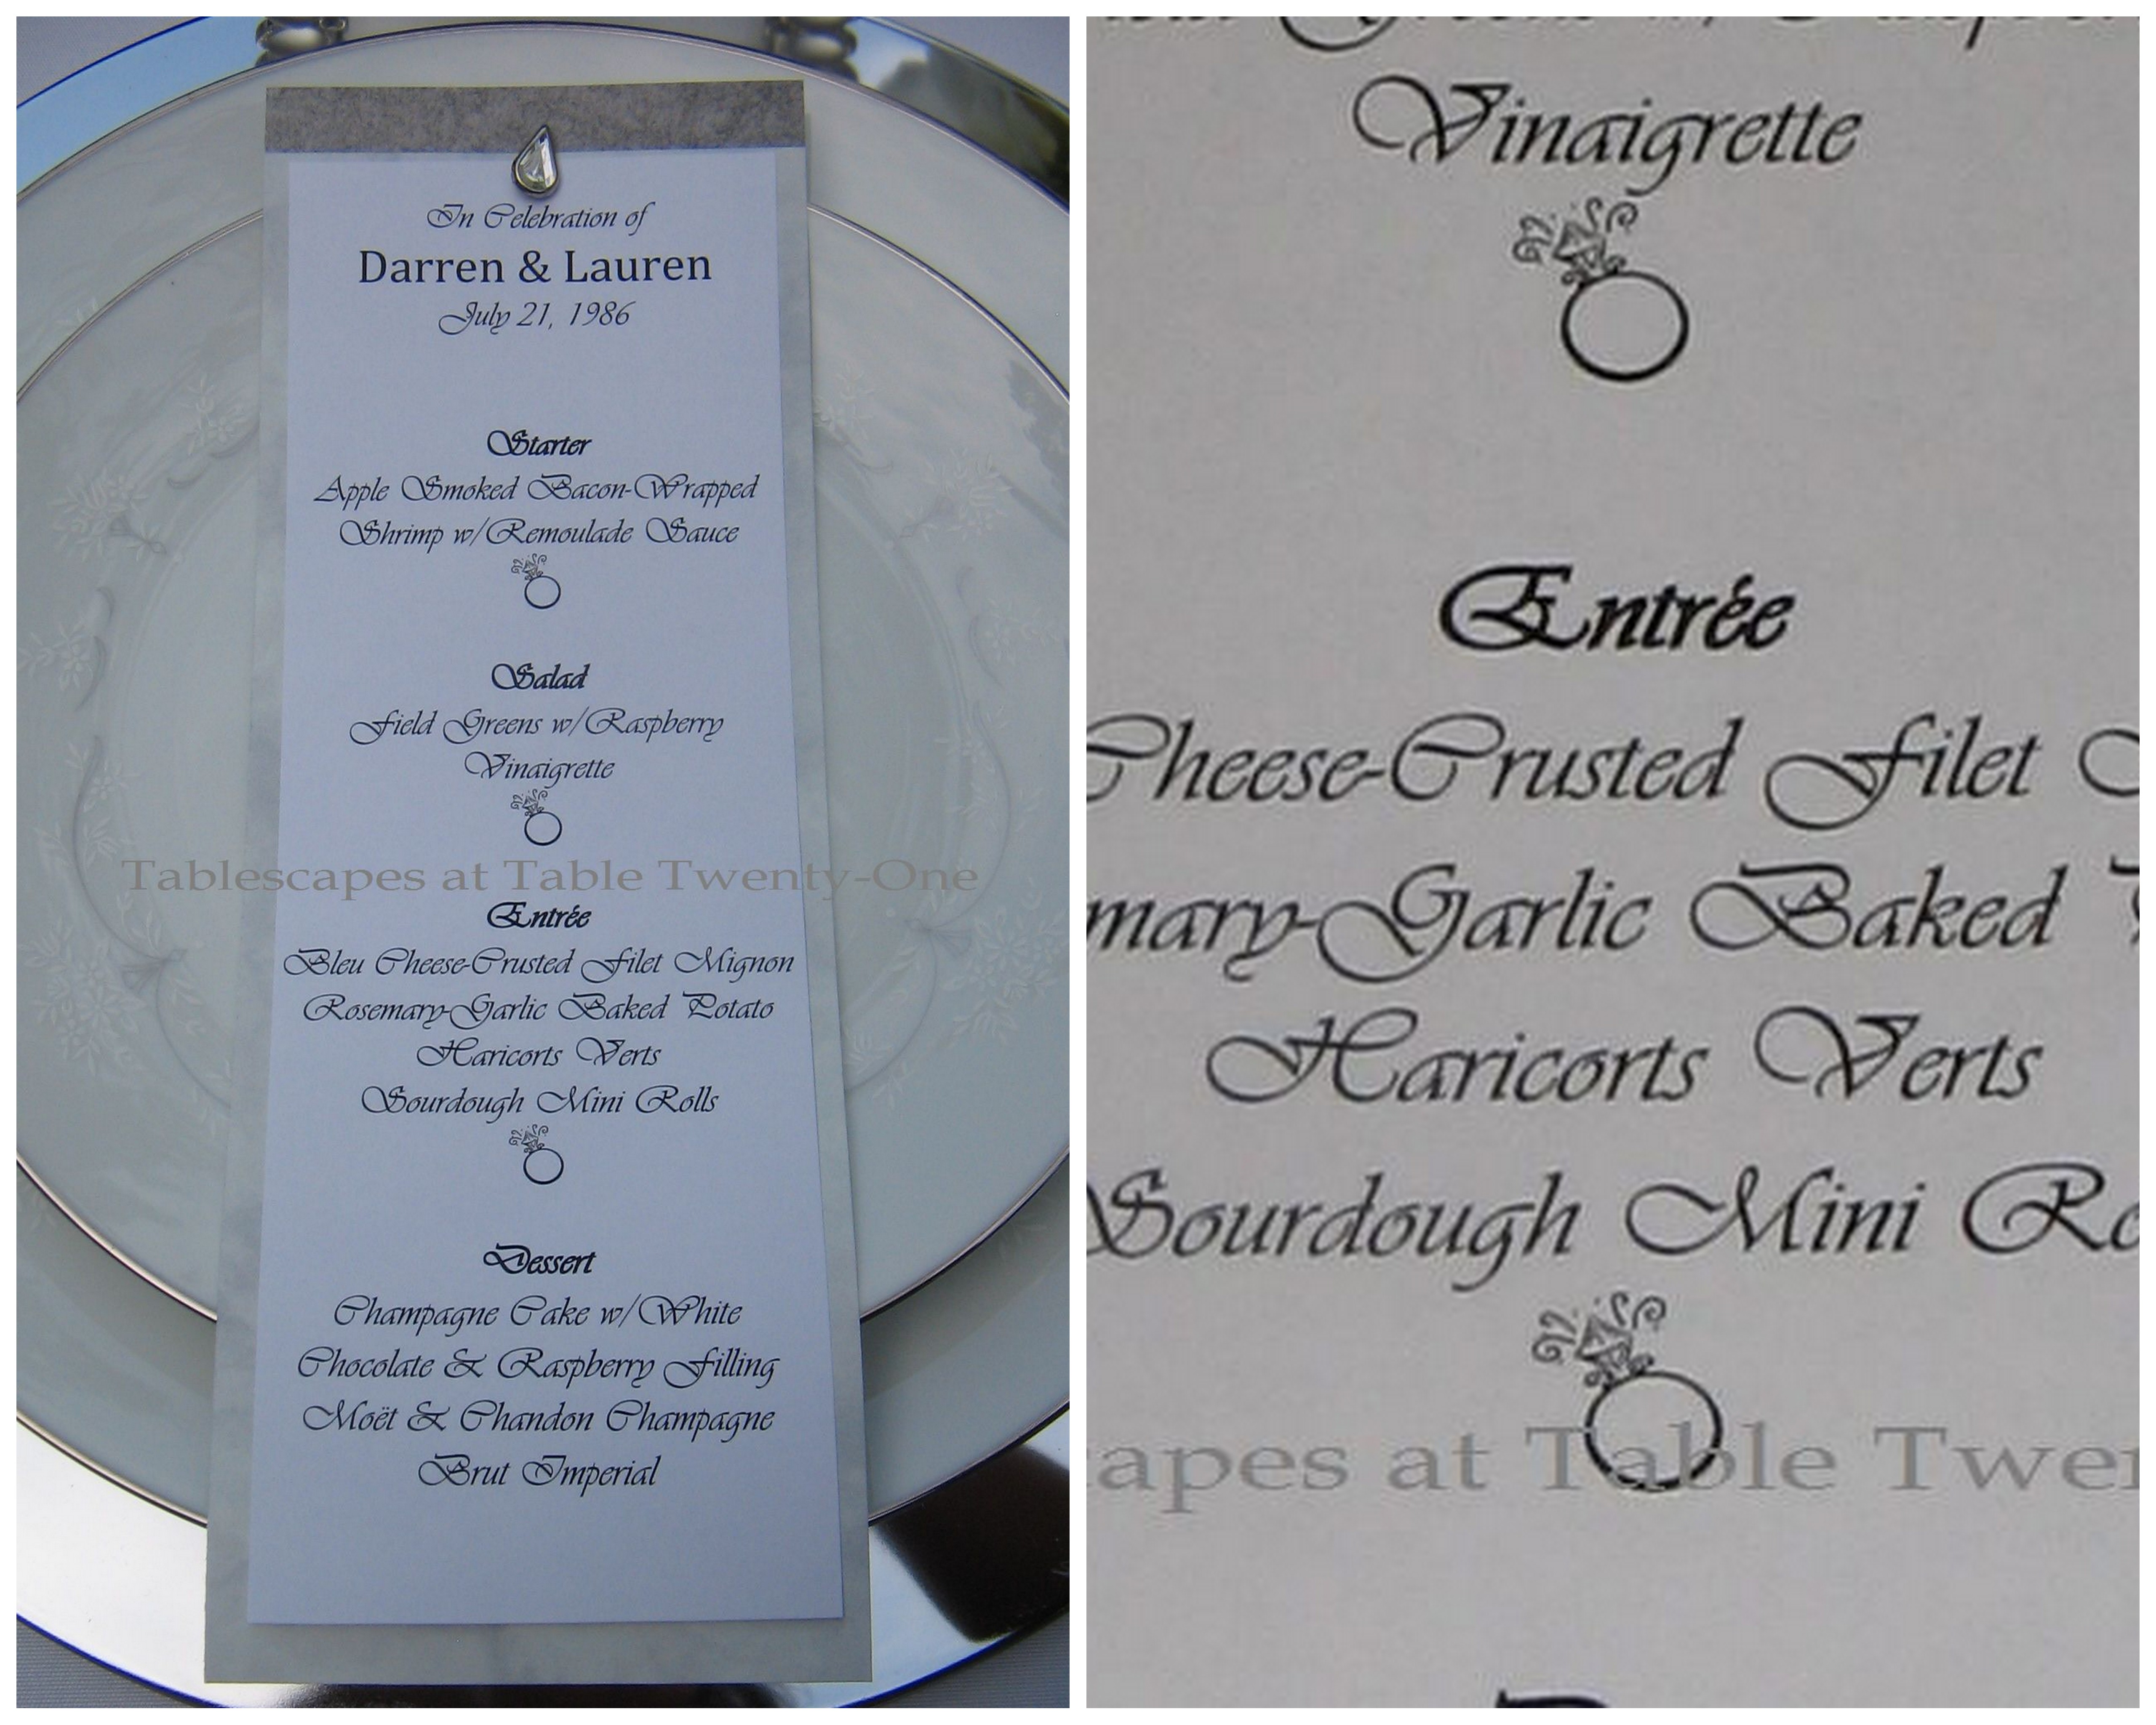 In Celebration of
Darren & Lauren
July 21, 1986
Starter
Apple Smoked Bacon-Wrapped
Shrimp w/Remoulade Sauce
Salad
Field Greens w/Raspberry
Vinaigrette
Tablescapes at Table Twenty-One
Entrée
Bleu Cheese-Crusted Filet Mignon
Rosemary-Garlic Baked Potato
Haricorts Verts
Sourdough Mini Rolls
Dessert
Champagne Cake w/White
Chocolate & Raspberry Filling
Moët & Chandon Champagne
Brut Imperial
Vinaigrette
Entrée
Cheese-Crusted Filet
mary-Garlic Baked
Haricorts Verts
Sourdough Mini Ro
apes at Table Twe